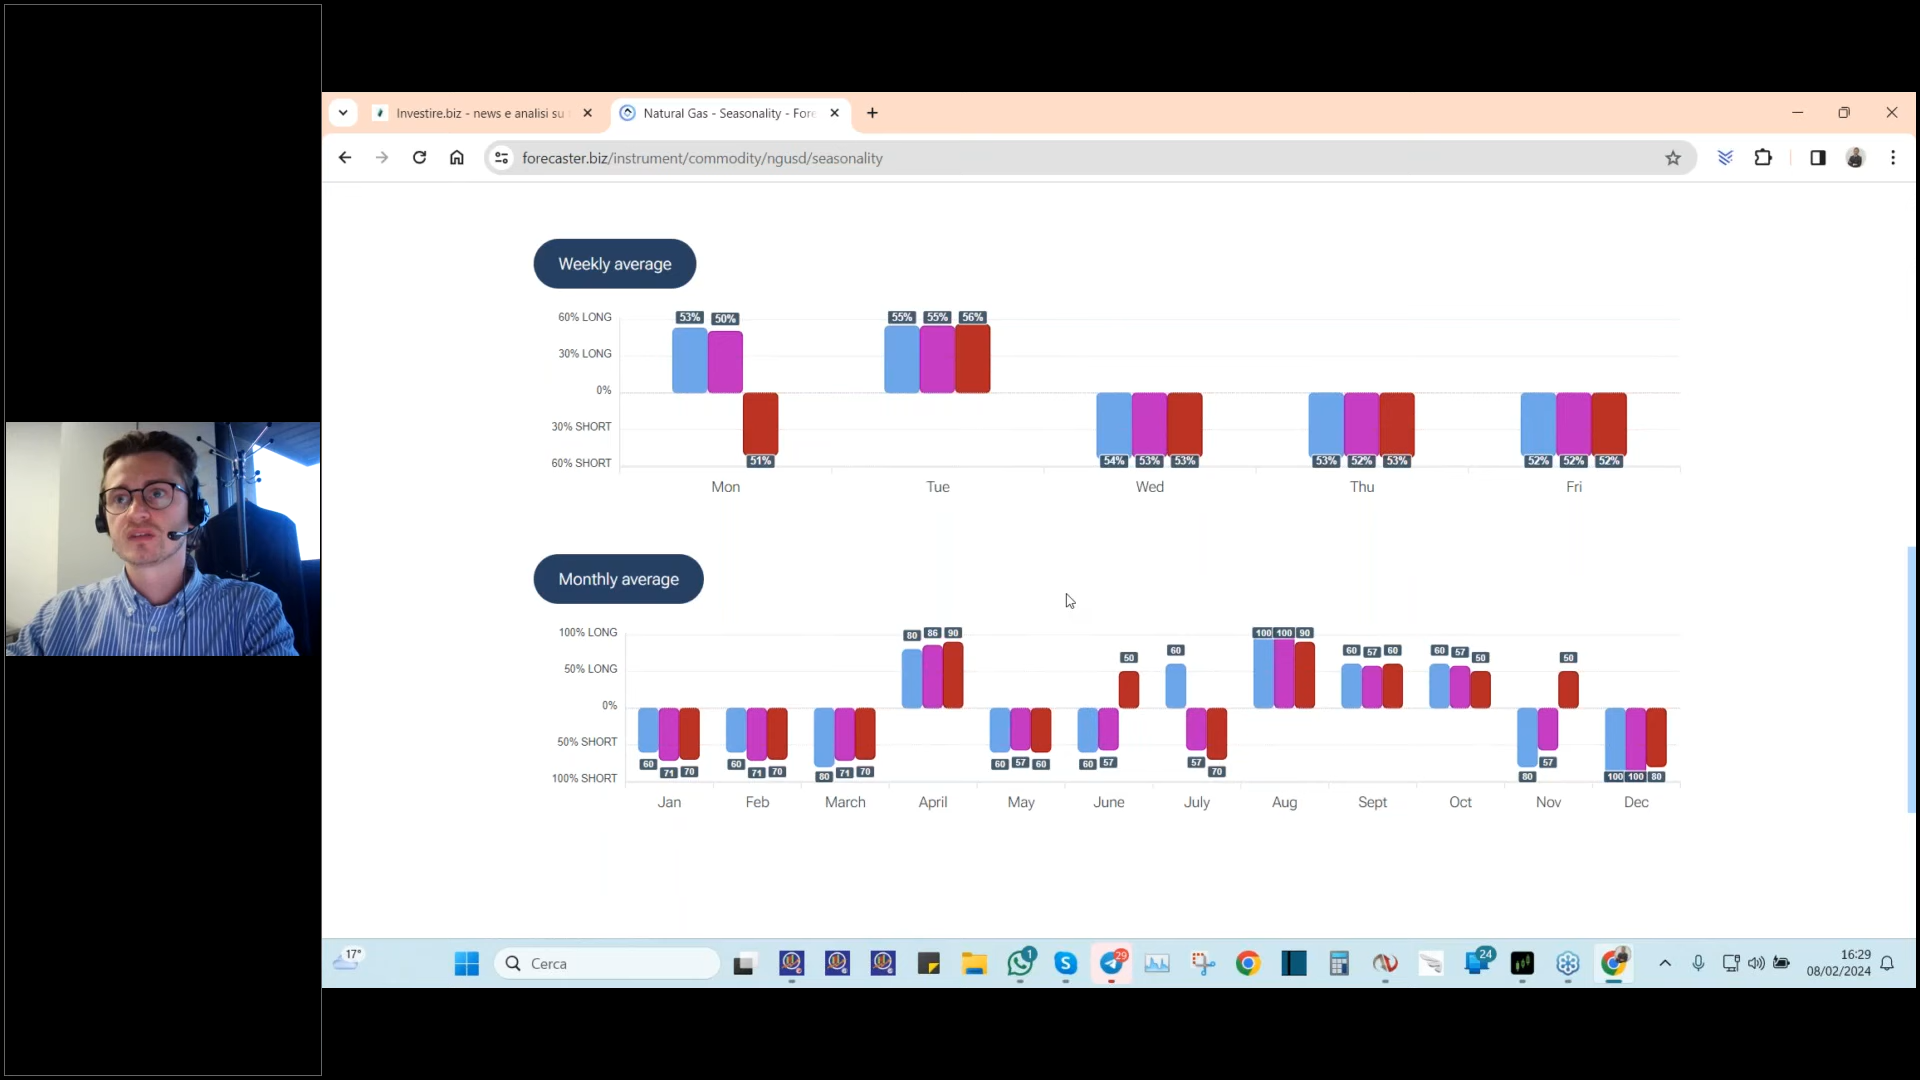 Investire.biz - news e analisi su
Natural Gas - Seasonality - Fore
forecaster.biz/instrument/commodity/ngusd/seasonality
Weekly average
60% LONG
30% LONG
0%
30% SHORT
60% SHORT
53% 50% 51%
55% 55% 56%
54% 53% 53%
53% 52% 53%
52% 52% 52%
Mon Tue Wed Thu Fri
Monthly average
100% LONG
50% LONG
0%
50% SHORT
100% SHORT
60 71 70
60 71 70
80 71 70
80 86 90
60 57 60
60 57 50
60 57 70
100 100 90
60 57 60
60 57 50
80 57 50
100 100 80
Jan Feb March April May June July Aug Sept Oct Nov Dec
17°
Cerca
1
29
24
16:29
08/02/2024